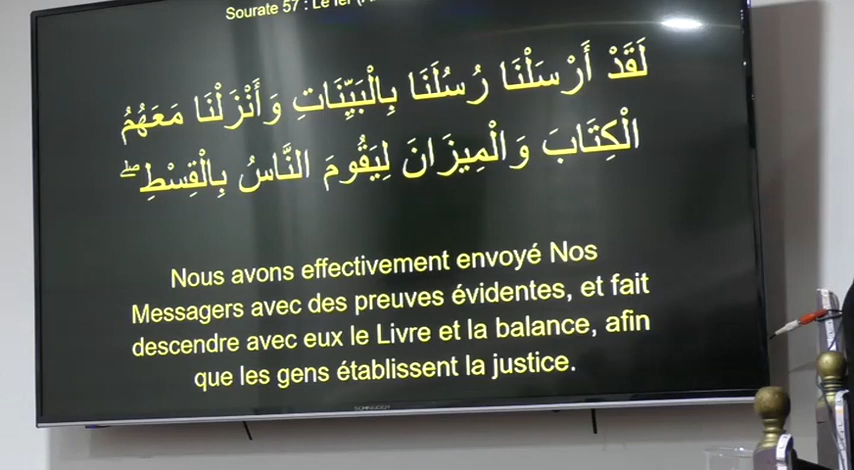 Sourate 57 : Le fer
لَقَدْ أَرْسَلْنَا رُسُلَنَا بِالْبَيِّنَاتِ وَأَنْزَلْنَا مَعَهُمُ
الْكِتَابَ وَالْمِيزَانَ لِيَقُومَ النَّاسُ بِالْقِسْطِ ۖ
Nous avons effectivement envoyé Nos
Messagers avec des preuves évidentes, et fait
descendre avec eux le Livre et la balance, afin
que les gens établissent la justice.